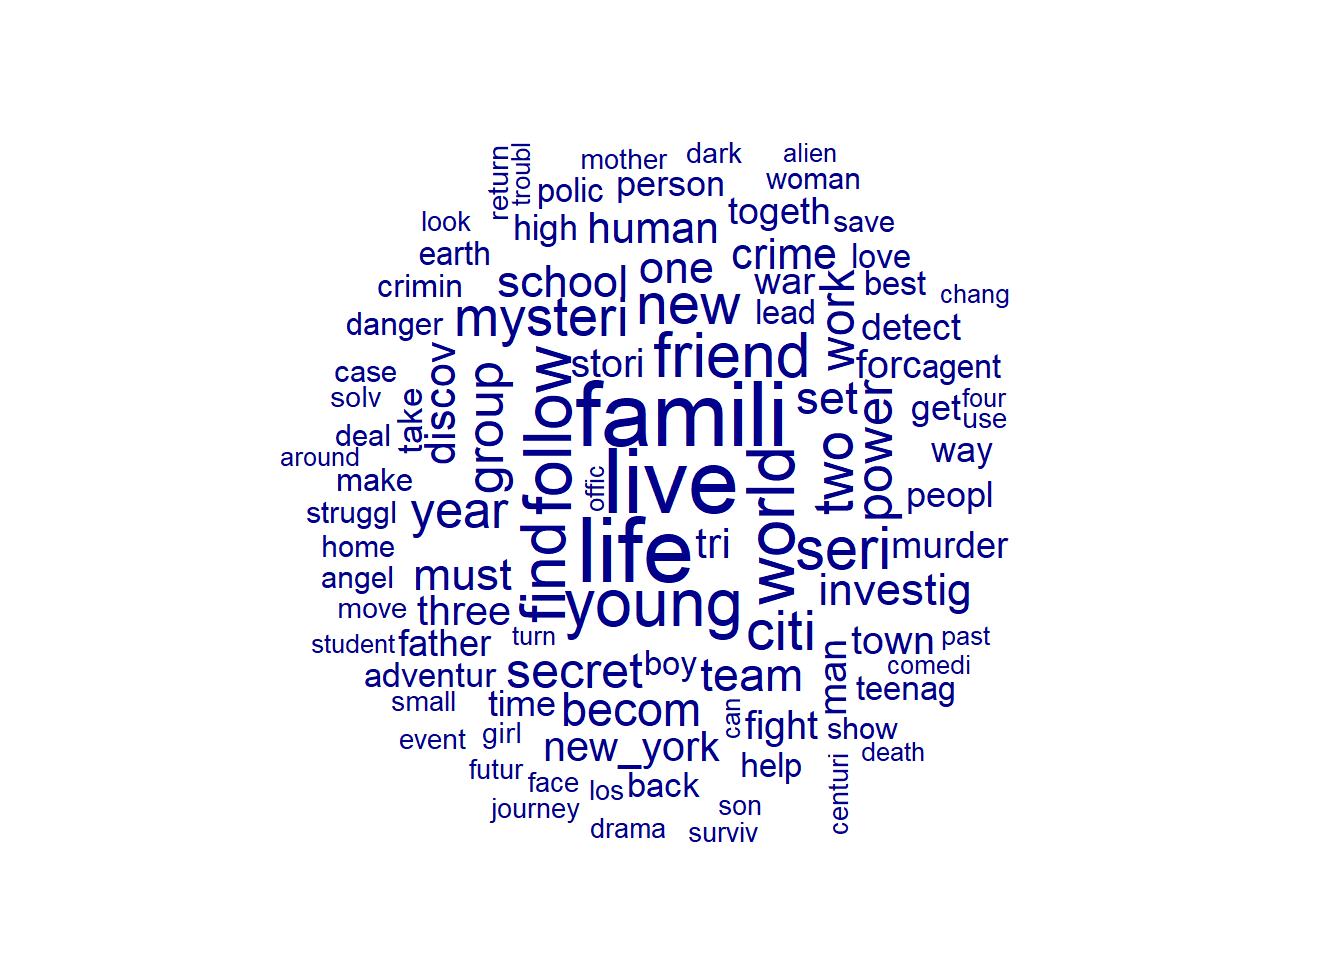 return
troubl
mother
dark
alien
polic
person
woman
look
high
human
togeth
save
earth
school
one
crime
love
crimin
mysteri
new
war
work
best
chang
danger
lead
detect
case
discov
group
follow
stori
friend
forc
agent
solv
take
famili
set
power
get
four
use
deal
around
make
offic
live
world
two
way
struggl
year
find
life
tri
seri
peopl
murder
home
angel
must
young
investig
move
three
citi
student
father
turn
town
past
adventur
secret
boy
team
man
comedi
teenag
small
time
becom
can
fight
show
event
girl
new_york
help
death
futur
face
los
back
centuri
journey
son
drama
surviv